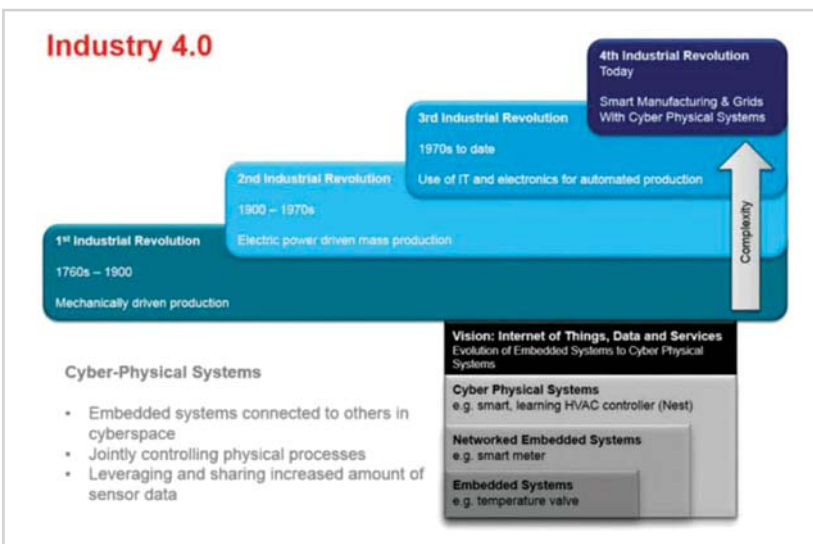 Industry 4.0
4th Industrial Revolution
Today
Smart Manufacturing & Grids
With Cyber Physical Systems
3rd Industrial Revolution
1970s to date
Use of IT and electronics for automated production
2nd Industrial Revolution
1900 – 1970s
Electric power driven mass production
1st Industrial Revolution
1760s – 1900
Mechanically driven production
Complexity
Vision: Internet of Things, Data and Services
Evolution of Embedded Systems to Cyber Physical
Systems
Cyber Physical Systems
e.g. smart, learning HVAC controller (Nest)
Networked Embedded Systems
e.g. smart meter
Embedded Systems
e.g. temperature valve
Cyber-Physical Systems
• Embedded systems connected to others in
cyberspace
• Jointly controlling physical processes
• Leveraging and sharing increased amount of
sensor data